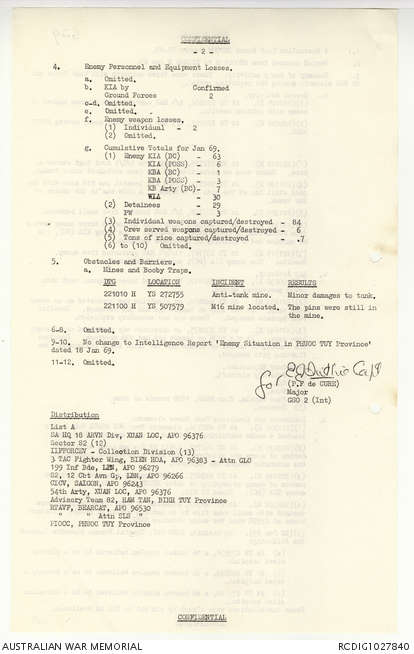 CONFIDENTIAL
- 2 -
4. Enemy Personnel and Equipment Losses.
a. Omitted.
b. KIA by Confirmed
Ground Forces 2
c-d. Omitted.
e. Omitted.
f. Enemy weapon losses.
(1) Individual - 2
(2) Omitted.
g. Cumulative Totals for Jan 69.
(1) Enemy KIA (BC) - 63
KIA (POSS) - 6
KBA (BC) - 1
KBA (POSS) - 3
KB Arty (BC)- 7
WIA - 30
(2) Detainees - 29
PW - 3
(3) Individual weapons captured/destroyed - 84
(4) Crew served weapons captured/destroyed - 6
(5) Tons of rice captured/destroyed - .7
(6) to (10) Omitted.
5. Obstacles and Barriers.
a. Mines and Booby Traps.
DTG LOCATION INCIDENT RESULTS
221010 H YS 272755 Anti-tank mine. Minor damages to tank.
221100 H YS 507579 M16 mine located. The pins were still in
the mine.
6-8. Omitted.
9-10. No change to Intelligence Report 'Enemy Situation in PHUOC TUY Province'
dated 18 Jan 69.
11-12. Omitted.
for Capt
(F.F de CURE)
Major
GSO 2 (Int)
Distribution
List A
SA HQ 18 ARVN Div, XUAN LOC, APO 96376
Sector S2 (12)
IIFFORCEV - Collection Division (13)
3 TAC Fighter Wing, BIEN HOA, APO 96383 - Attn GLO
199 Inf Bde, LBN, APO 96279
S2, 12 Cbt Avn Gp, LBN, APO 96266
CICV, SAIGON, APO 96243
54th Arty, XUAN LOC, APO 96376
Advisory Team 82, HAM TAN, BINH TUY Province
RTAVF, BEARCAT, APO 96530
" " Attn SLS "
PIOCC, PHUOC TUY Province
CONFIDENTIAL
AUSTRALIAN WAR MEMORIAL RCDIG1027840